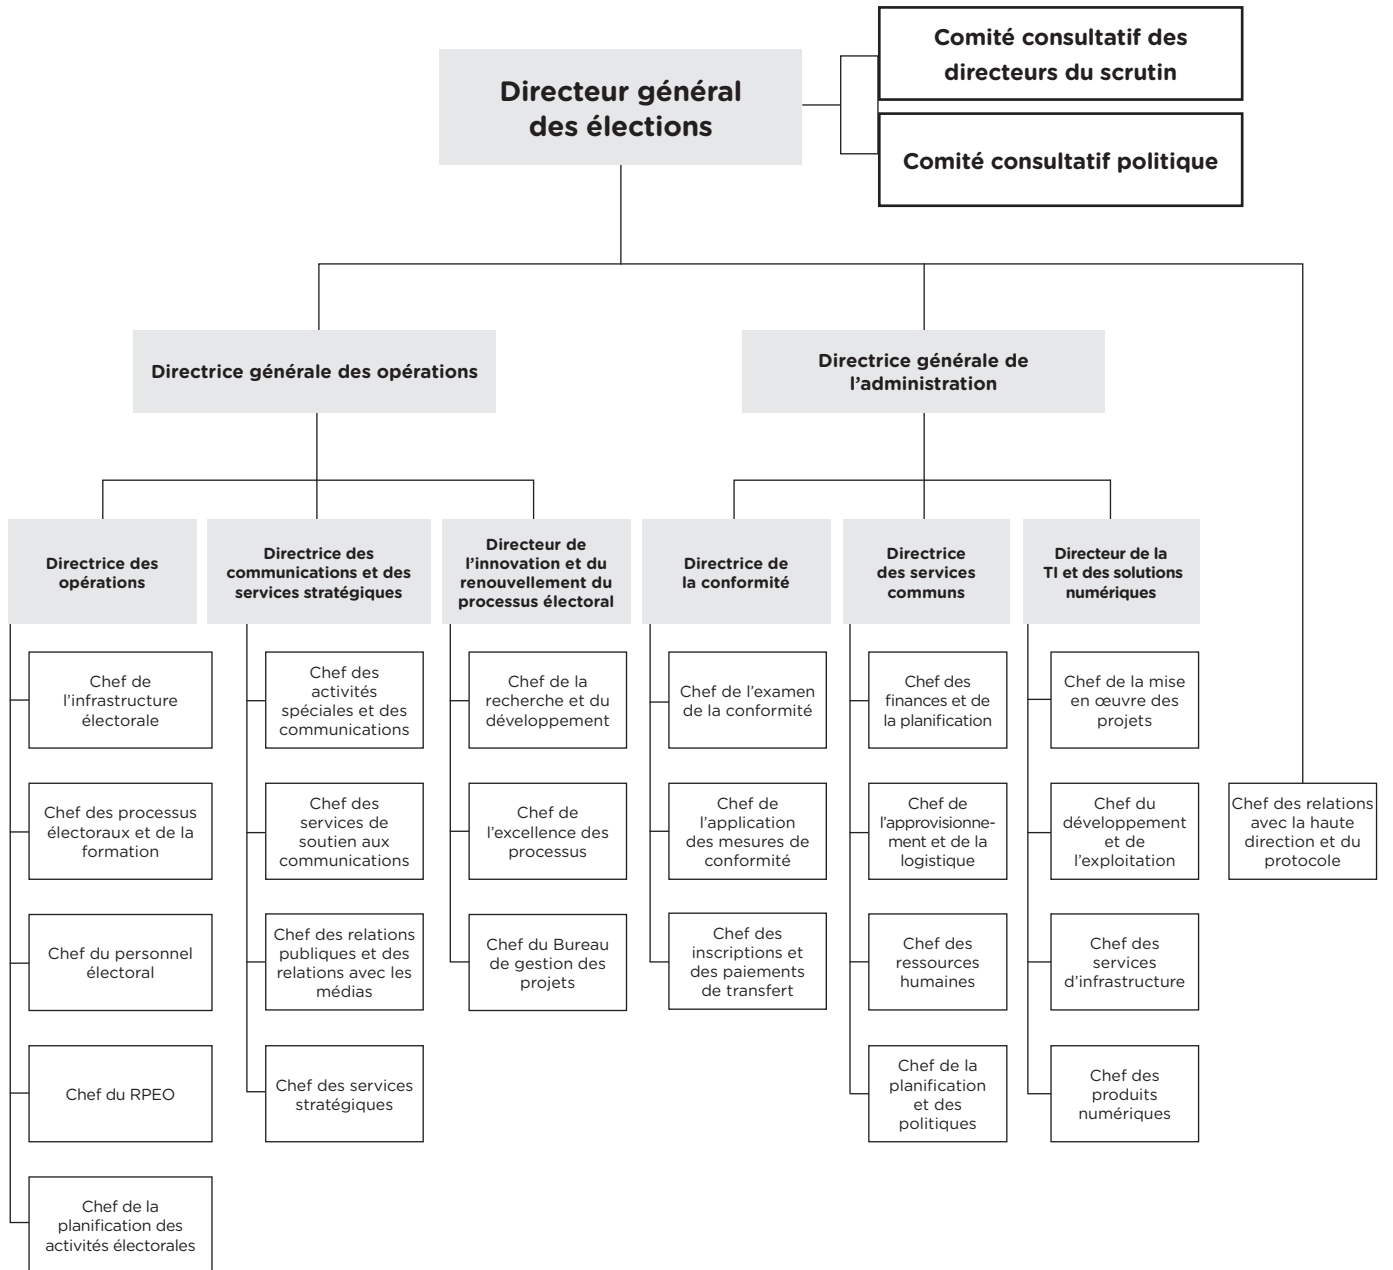 Comité consultatif des
directeurs du scrutin
Directeur général
des élections
Comité consultatif politique
Directrice générale des opérations
Directrice générale de
l’administration
Directrice des
opérations
Directrice des
communications et des
services stratégiques
Directeur de
l’innovation et du
renouvellement du
processus électoral
Directrice de
la conformité
Directrice
des services
communs
Directeur de la
TI et des solutions
numériques
Chef de
l’infrastructure
électorale
Chef des processus
électoraux et de la
formation
Chef du personnel
électoral
Chef du RPEO
Chef de la
planification des
activités électorales
Chef des
activités
spéciales et des
communications
Chef des
services de
soutien aux
communications
Chef des relations
publiques et des
relations avec les
médias
Chef des services
stratégiques
Chef de la
recherche et du
développement
Chef de
l’excellence des
processus
Chef du Bureau
de gestion des
projets
Chef de l’examen
de la conformité
Chef de
l’application
des mesures de
conformité
Chef des
inscriptions et
des paiements
de transfert
Chef des
finances et de
la planification
Chef de
l’approvisionne-
ment et de la
logistique
Chef des
ressources
humaines
Chef de la
planification
et des
politiques
Chef de la mise
en œuvre des
projets
Chef du
développement
et de
l’exploitation
Chef des
services
d’infrastructure
Chef des
produits
numériques
Chef des relations
avec la haute
direction et du
protocole